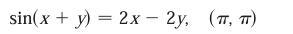 sin(x + y) = 2x − 2y, (π, π)